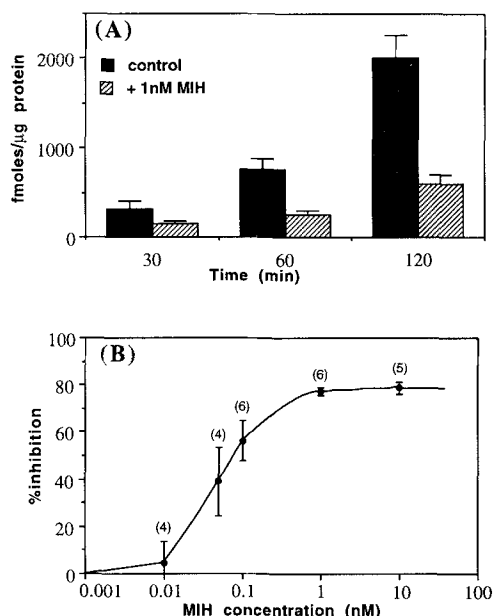 (A)
2000
control
+ 1nM MIH
1000
0
fmoles/μg protein
30 60 120
Time (min)
(B)
100
80
60
40
20
0
%inhibition
(4)
(4)
(6)
(6)
(5)
0.001 0.01 0.1 1 10 100
MIH concentration (nM)